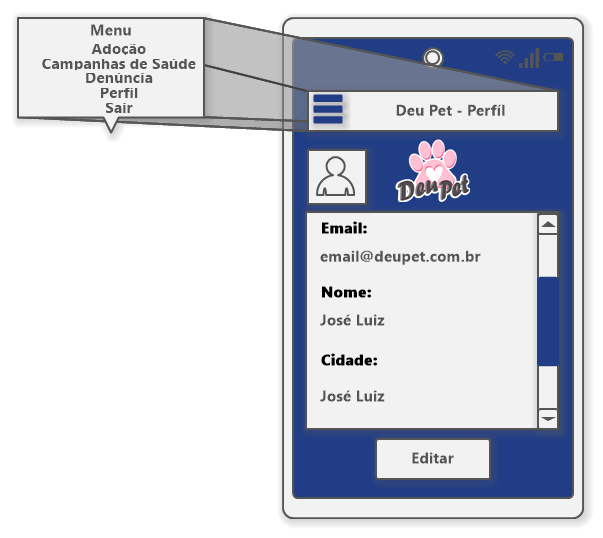 Menu
Adoção
Campanhas de Saúde
Denúncia
Perfil
Sair
Deu Pet - Perfíl
DeuPet
Email:
email@deupet.com.br
Nome:
José Luiz
Cidade:
José Luiz
Editar